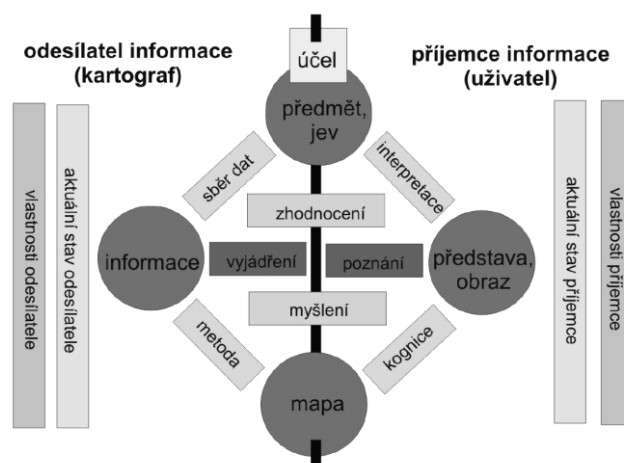 odesílatel informace
(kartograf)
účel
příjemce informace
(uživatel)
předmět,
jev
sběr dat
interpretace
zhodnocení
vlastnosti odesílatele
aktuální stav odesílatele
informace
vyjádření
poznání
představa,
obraz
aktuální stav příjemce
vlastnosti příjemce
myšlení
metoda
kognice
mapa